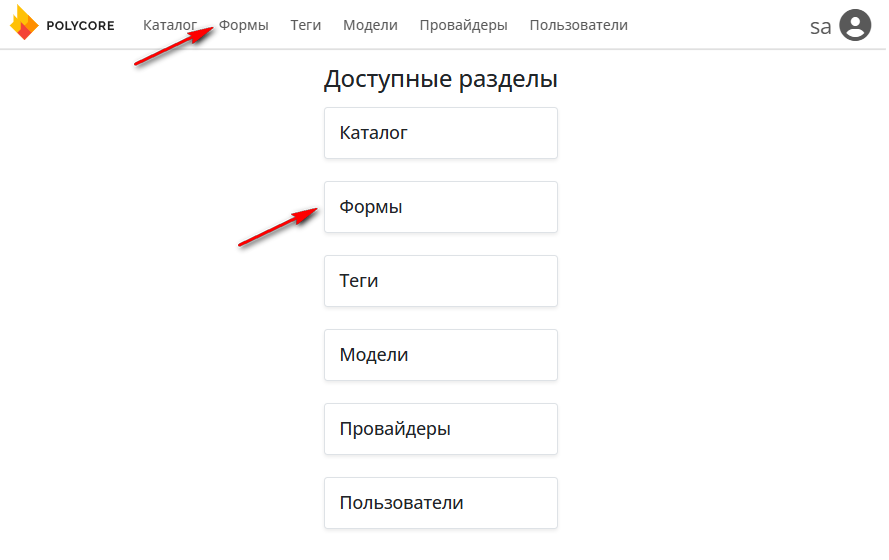 POLYCORE Каталог Формы Теги Модели Провайдеры Пользователи sa
Доступные разделы
Каталог
Формы
Теги
Модели
Провайдеры
Пользователи